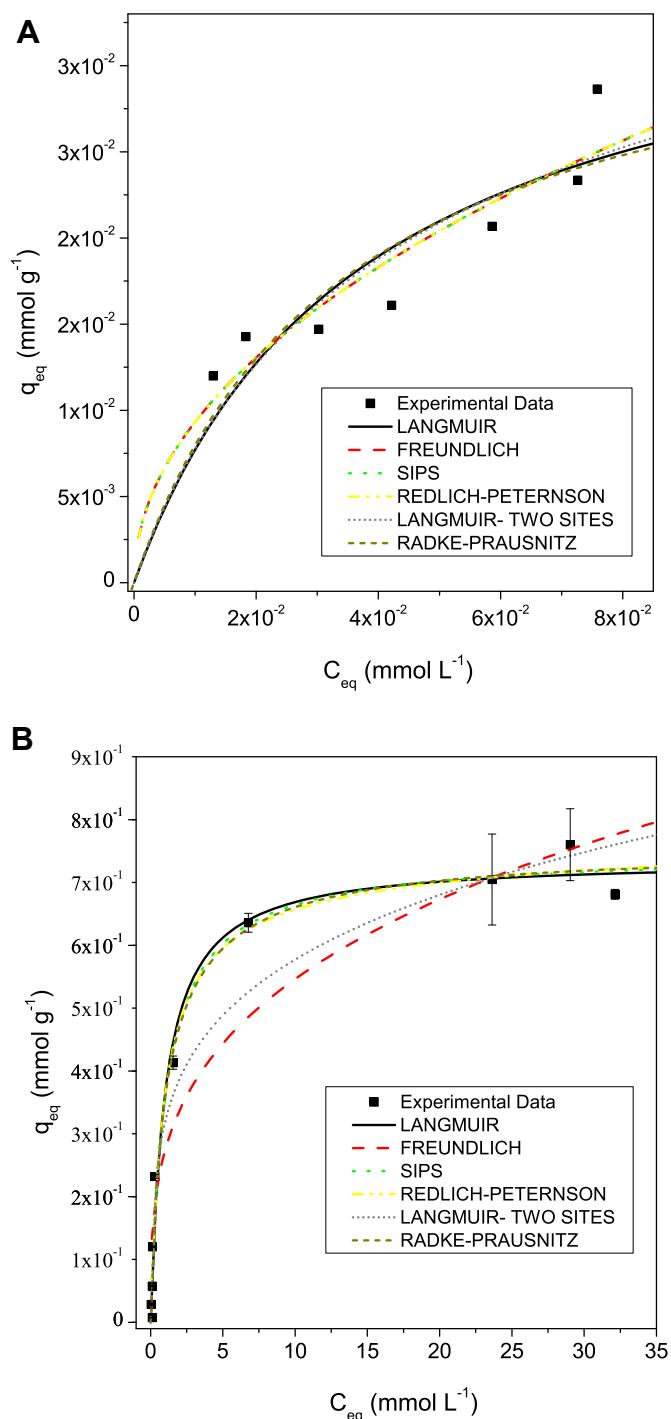 A
3x10⁻²
3x10⁻²
2x10⁻²
2x10⁻²
1x10⁻²
5x10⁻³
0
q_eq (mmol g⁻¹)
Experimental Data
LANGMUIR
FREUNDLICH
SIPS
REDLICH-PETERNSON
LANGMUIR- TWO SITES
RADKE-PRAUSNITZ
0 2x10⁻² 4x10⁻² 6x10⁻² 8x10⁻²
C_eq (mmol L⁻¹)
B
9x10⁻¹
8x10⁻¹
7x10⁻¹
6x10⁻¹
5x10⁻¹
4x10⁻¹
3x10⁻¹
2x10⁻¹
1x10⁻¹
0
q_eq (mmol g⁻¹)
Experimental Data
LANGMUIR
FREUNDLICH
SIPS
REDLICH-PETERNSON
LANGMUIR- TWO SITES
RADKE-PRAUSNITZ
0 5 10 15 20 25 30 35
C_eq (mmol L⁻¹)